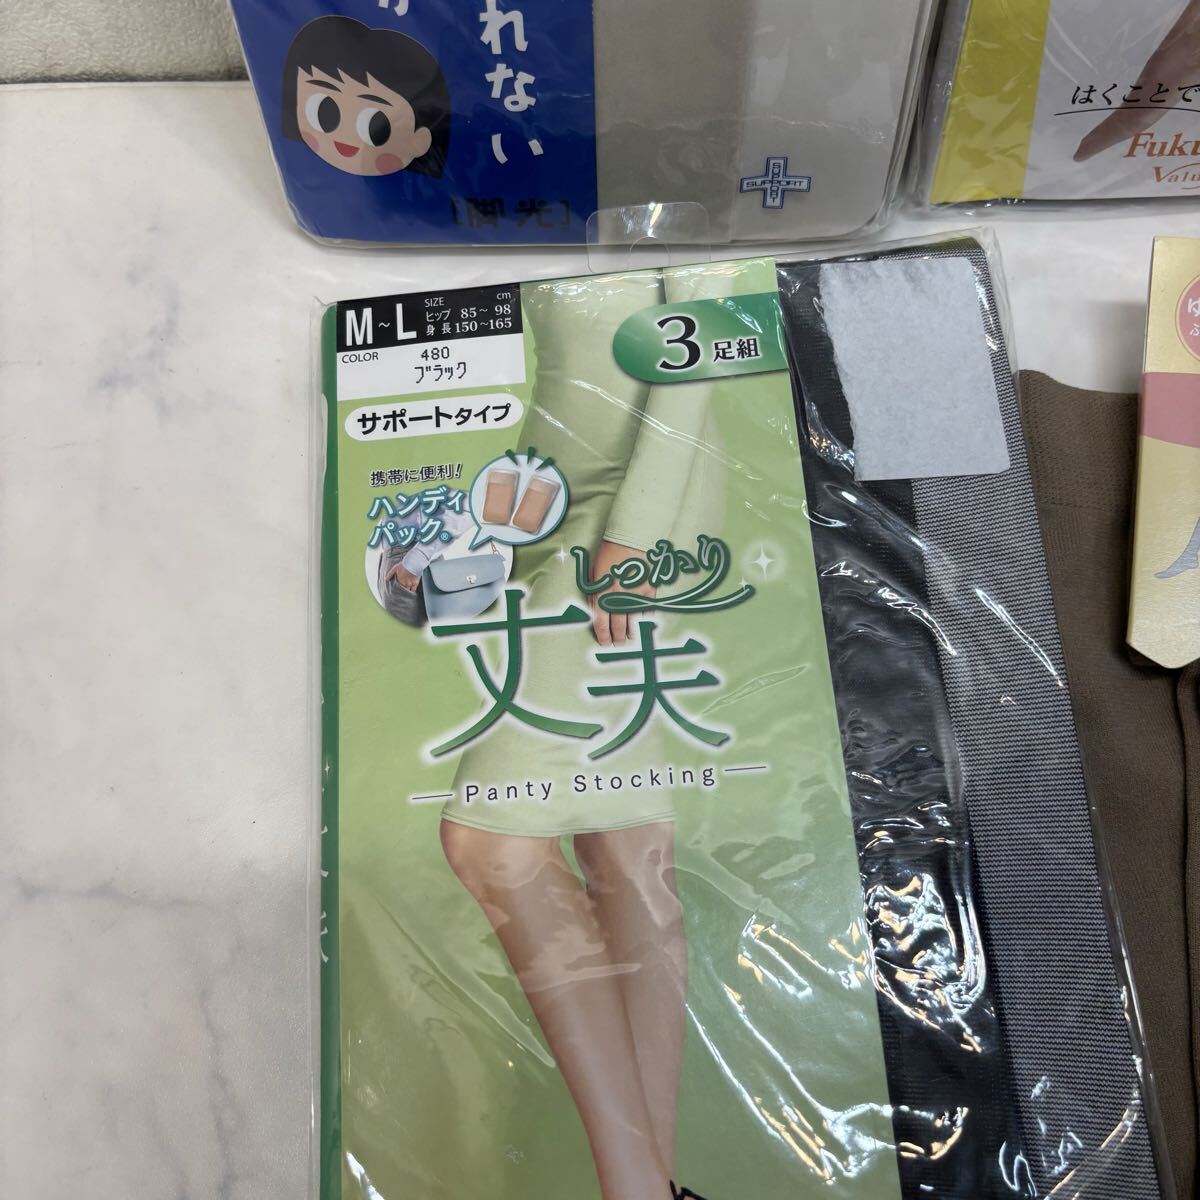 れない
[脚光]
SUPPORT
SUPPORT
はくことで
Fuku
Valu
M~L
SIZE
cm
ヒップ 85~98
身長 150~165
COLOR
480
ブラック
3足組
サポートタイプ
携帯に便利!
ハンディ
パック®
しっかり
丈夫
Panty Stocking